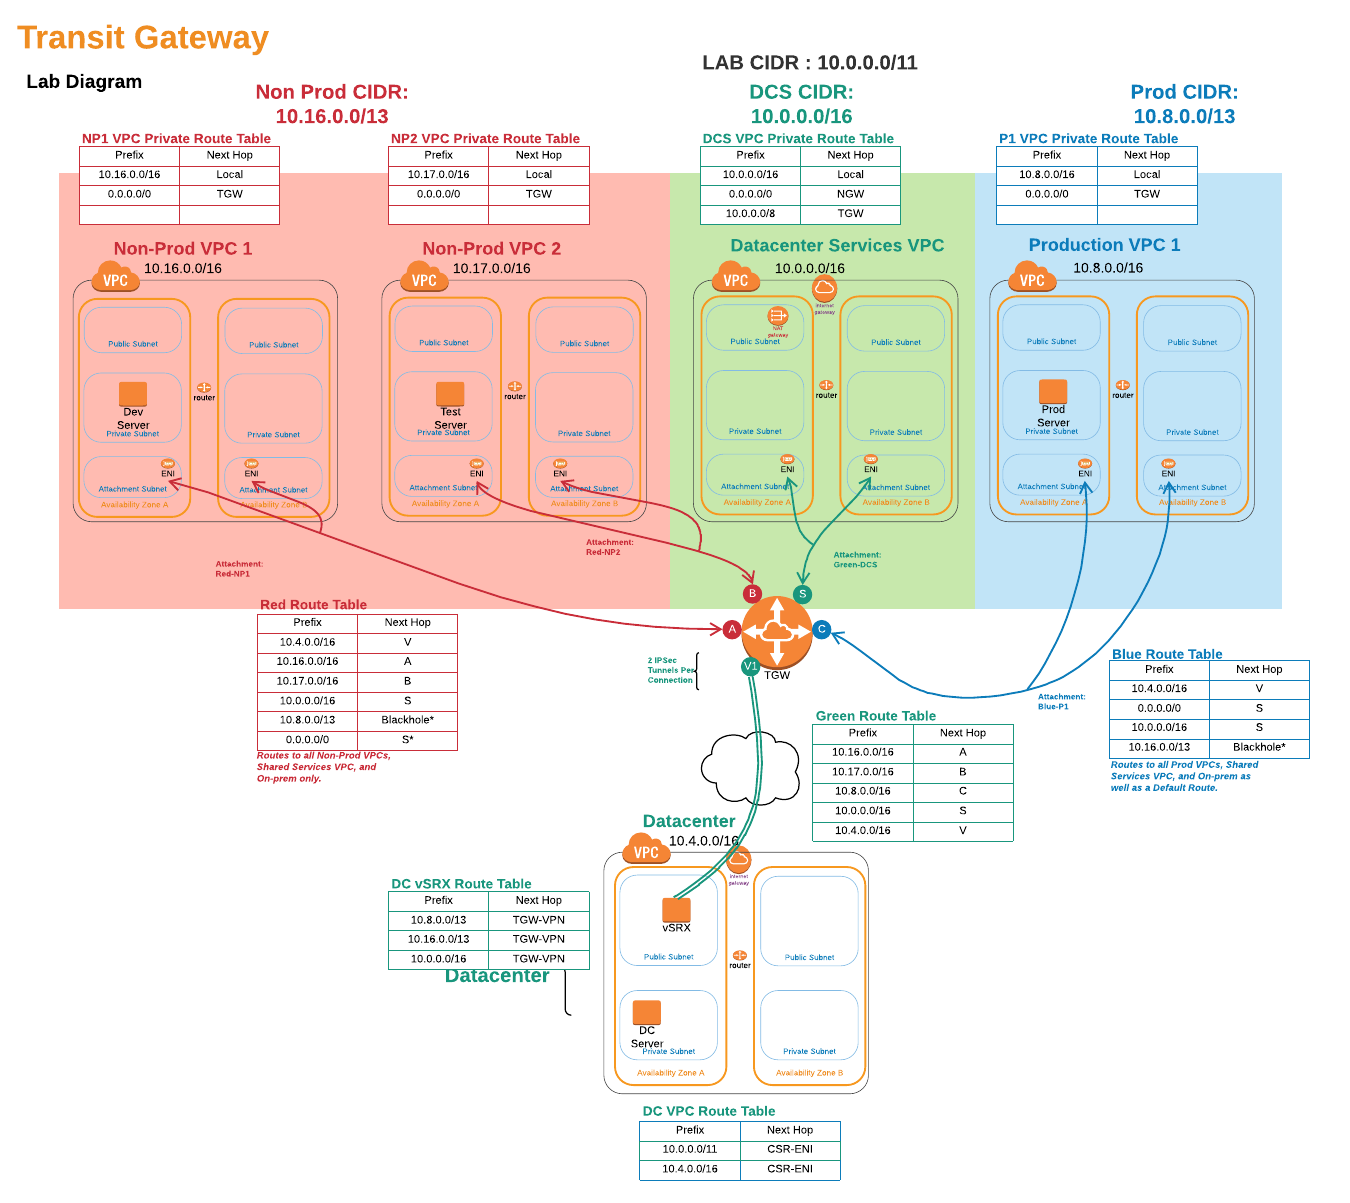 Transit Gateway
Lab Diagram
LAB CIDR : 10.0.0.0/11
Non Prod CIDR:
10.16.0.0/13
DCS CIDR:
10.0.0.0/16
Prod CIDR:
10.8.0.0/13
NP1 VPC Private Route Table
Prefix Next Hop
10.16.0.0/16 Local
0.0.0.0/0 TGW
NP2 VPC Private Route Table
Prefix Next Hop
10.17.0.0/16 Local
0.0.0.0/0 TGW
DCS VPC Private Route Table
Prefix Next Hop
10.0.0.0/16 Local
0.0.0.0/0 NGW
10.0.0.0/8 TGW
P1 VPC Private Route Table
Prefix Next Hop
10.8.0.0/16 Local
0.0.0.0/0 TGW
Non-Prod VPC 1
VPC
10.16.0.0/16
Public Subnet
Public Subnet
Dev
Server
Private Subnet
router
Private Subnet
ENI
Attachment Subnet
Availability Zone A
ENI
Attachment Subnet
Availability Zone B
Non-Prod VPC 2
VPC
10.17.0.0/16
Public Subnet
Public Subnet
Test
Server
Private Subnet
router
Private Subnet
ENI
Attachment Subnet
Availability Zone A
ENI
Attachment Subnet
Availability Zone B
Datacenter Services VPC
VPC
10.0.0.0/16
internet
gateway
NAT
gateway
Public Subnet
Public Subnet
router
Private Subnet
Private Subnet
ENI
Attachment Subnet
Availability Zone A
ENI
Attachment Subnet
Availability Zone B
Production VPC 1
VPC
10.8.0.0/16
Public Subnet
Public Subnet
Prod
Server
Private Subnet
router
Private Subnet
ENI
Attachment Subnet
Availability Zone A
ENI
Attachment Subnet
Availability Zone B
Attachment:
Red-NP1
Attachment:
Red-NP2
Attachment:
Green-DCS
Attachment:
Blue-P1
B
S
A
C
V1
TGW
2 IPSec
Tunnels Per
Connection
Red Route Table
Prefix Next Hop
10.4.0.0/16 V
10.16.0.0/16 A
10.17.0.0/16 B
10.0.0.0/16 S
10.8.0.0/13 Blackhole*
0.0.0.0/0 S*
Routes to all Non-Prod VPCs,
Shared Services VPC, and
On-prem only.
Blue Route Table
Prefix Next Hop
10.4.0.0/16 V
0.0.0.0/0 S
10.0.0.0/16 S
10.16.0.0/13 Blackhole*
Routes to all Prod VPCs, Shared
Services VPC, and On-prem as
well as a Default Route.
Green Route Table
Prefix Next Hop
10.16.0.0/16 A
10.17.0.0/16 B
10.8.0.0/16 C
10.0.0.0/16 S
10.4.0.0/16 V
Datacenter
VPC
10.4.0.0/16
internet
gateway
vSRX
Public Subnet
router
Public Subnet
DC
Server
Private Subnet
Private Subnet
Availability Zone A
Availability Zone B
DC vSRX Route Table
Prefix Next Hop
10.8.0.0/13 TGW-VPN
10.16.0.0/13 TGW-VPN
10.0.0.0/16 TGW-VPN
Datacenter
DC VPC Route Table
Prefix Next Hop
10.0.0.0/11 CSR-ENI
10.4.0.0/16 CSR-ENI